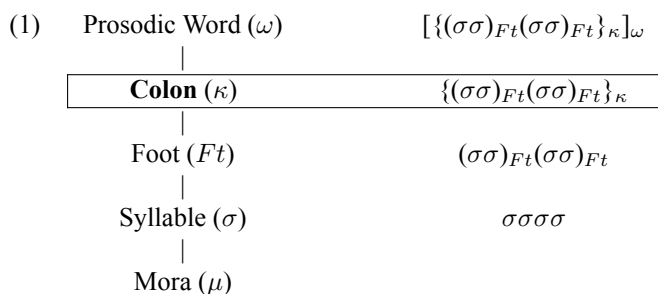 (1) Prosodic Word (ω) [{(σσ)Ft(σσ)Ft}κ]ω
Colon (κ) {(σσ)Ft(σσ)Ft}κ
Foot (Ft) (σσ)Ft(σσ)Ft
Syllable (σ) σσσσ
Mora (μ)